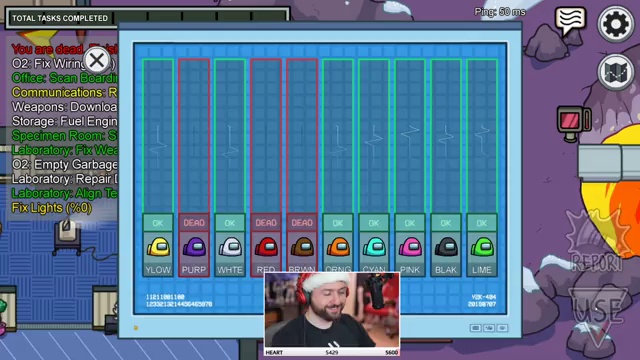 TOTAL TASKS COMPLETED
Ping: 50 ms
You are dead.
O2: Fix Wiring
Office: Scan Boardin
Communications: R
Weapons: Downloa
Storage: Fuel Engin
Specimen Room: S
Laboratory: Fix Wea
O2: Empty Garbage
Laboratory: Repair D
Laboratory: Align Te
Fix Lights (%0)
OK DEAD OK DEAD DEAD OK OK OK OK OK
YLOW PURP WHTE RED BRWN ORNG CYAN PINK BLAK LIME
REPORT
USE
HEART 5429 5600